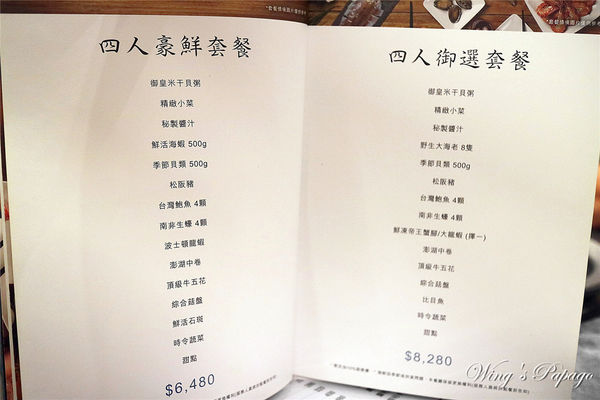 四人豪鮮套餐
御皇米干貝粥
精緻小菜
秘製醬汁
鮮活海蝦 500g
季節貝類 500g
松阪豬
台灣鮑魚 4顆
南非生蠔 4顆
波士頓龍蝦
澎湖中卷
頂級牛五花
綜合菇盤
鮮活石斑
時令蔬菜
甜點
$6,480
四人御選套餐
御皇米干貝粥
精緻小菜
秘製醬汁
野生大海老 8隻
季節貝類 500g
松阪豬
台灣鮑魚 4顆
南非生蠔 4顆
鮮凍帝王蟹腳/大龍蝦 (擇一)
澎湖中卷
頂級牛五花
綜合菇盤
比目魚
時令蔬菜
甜點
$8,280
Wing's Papago